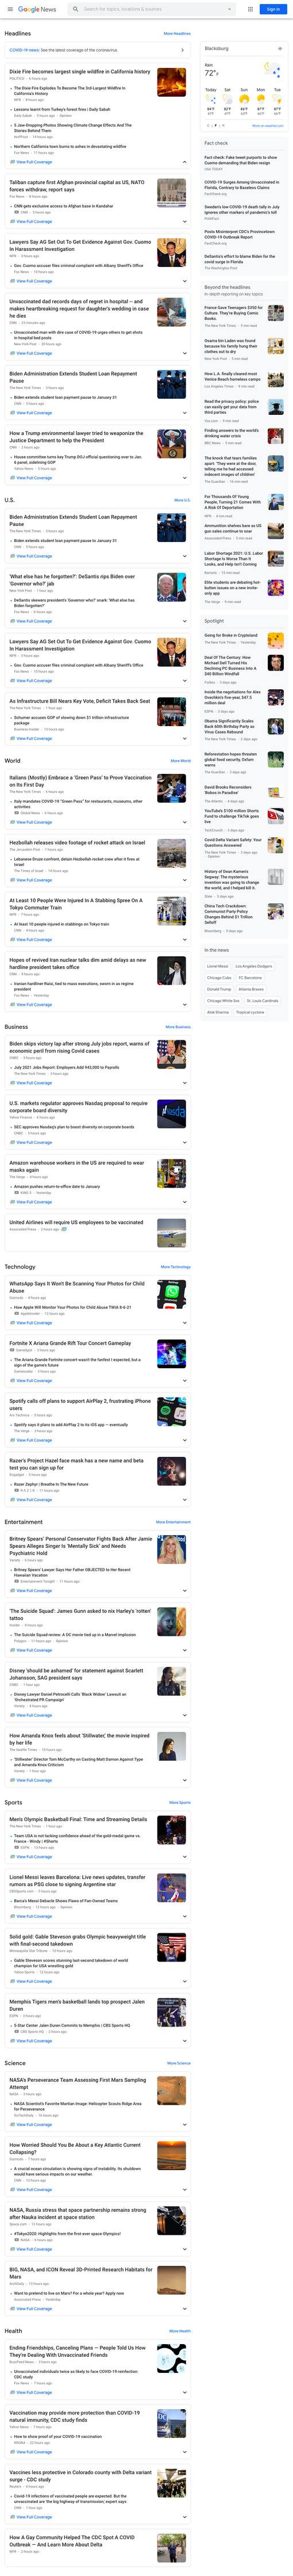 Google News
Search for topics, locations & sources
Sign in
Headlines
More Headlines
COVID-19 news: See the latest coverage of the coronavirus
Dixie Fire becomes largest single wildfire in California history
The Dixie Fire Explodes To Become The 3rd-Largest Wildfire In
California's History
Lessons learnt from Turkey's forest fires | Daily Sabah
5 Jaw-Dropping Photos Showing Climate Change Effects And The
Stories Behind Them
Northern California town burns to ashes in devastating wildfire
View Full Coverage
Taliban capture first Afghan provincial capital as US, NATO
forces withdraw, report says
CNN gets exclusive access to Afghan base in Kandahar
View Full Coverage
Lawyers Say AG Set Out To Get Evidence Against Gov. Cuomo
In Harassment Investigation
Gov. Cuomo accuser files criminal complaint with Albany Sheriff's Office
View Full Coverage
Unvaccinated dad records days of regret in hospital -- and
makes heartbreaking request for daughter's wedding in case
he dies
Unvaccinated man with dire case of COVID-19 urges others to get shots
in hospital bed posts
View Full Coverage
Biden Administration Extends Student Loan Repayment
Pause
Biden extends student loan payment pause to January 31
View Full Coverage
How a Trump environmental lawyer tried to weaponize the
Justice Department to help the President
House committee turns key Trump DOJ official questioning over to Jan.
6 panel, sidelining GOP
View Full Coverage
U.S.
More U.S.
Biden Administration Extends Student Loan Repayment
Pause
Biden extends student loan payment pause to January 31
View Full Coverage
'What else has he forgotten?': DeSantis rips Biden over
'Governor who?' jab
DeSantis skewers president's 'Governor who?' snark: 'What else has
Biden forgotten?'
View Full Coverage
Lawyers Say AG Set Out To Get Evidence Against Gov. Cuomo
In Harassment Investigation
Gov. Cuomo accuser files criminal complaint with Albany Sheriff's Office
View Full Coverage
As Infrastructure Bill Nears Key Vote, Deficit Takes Back Seat
Schumer accuses GOP of slowing down $1 trillion infrastructure
package
View Full Coverage
World
More World
Italians (Mostly) Embrace a 'Green Pass' to Prove Vaccination
on Its First Day
Italy mandates COVID-19 "Green Pass" for restaurants, museums, other
activities
View Full Coverage
Hezbollah releases video footage of rocket attack on Israel
Lebanese Druze confront, detain Hezbollah rocket crew after it fires at
Israel
View Full Coverage
At Least 10 People Were Injured In A Stabbing Spree On A
Tokyo Commuter Train
At least 10 people injured in stabbings on Tokyo train
View Full Coverage
Hopes of revived Iran nuclear talks dim amid delays as new
hardline president takes office
Iranian hardliner Raisi, tied to mass executions, sworn in as regime
president
View Full Coverage
Business
More Business
Biden skips victory lap after strong July jobs report, warns of
economic peril from rising Covid cases
July 2021 Jobs Report: Employers Add 943,000 to Payrolls
View Full Coverage
U.S. markets regulator approves Nasdaq proposal to require
corporate board diversity
SEC approves Nasdaq's plan to boost diversity on corporate boards
View Full Coverage
Amazon warehouse workers in the US are required to wear
masks again
Amazon pushes return-to-office date to January
View Full Coverage
United Airlines will require US employees to be vaccinated
Technology
More Technology
WhatsApp Says It Won't Be Scanning Your Photos for Child
Abuse
How Apple Will Monitor Your Photos for Child Abuse TWIA 8-6-21
View Full Coverage
Fortnite X Ariana Grande Rift Tour Concert Gameplay
The Ariana Grande Fortnite concert wasn't the fanfest I expected, but a
sign of the game's future
View Full Coverage
Spotify calls off plans to support AirPlay 2, frustrating iPhone
users
Spotify says it plans to add AirPlay 2 to its iOS app — eventually
View Full Coverage
Razer's Project Hazel face mask has a new name and beta
test you can sign up for
Razer Zephyr | Breathe In The New Future
View Full Coverage
Entertainment
More Entertainment
Britney Spears' Personal Conservator Fights Back After Jamie
Spears Alleges Singer Is 'Mentally Sick' and Needs
Psychiatric Hold
Britney Spears' Lawyer Says Her Father OBJECTED to Her Recent
Hawaiian Vacation
View Full Coverage
'The Suicide Squad': James Gunn asked to nix Harley's 'rotten'
tattoo
The Suicide Squad review: A DC movie tied up in a Marvel implosion
View Full Coverage
Disney 'should be ashamed' for statement against Scarlett
Johansson, SAG president says
Disney Lawyer Daniel Petrocelli Calls 'Black Widow' Lawsuit an
'Orchestrated PR Campaign'
View Full Coverage
How Amanda Knox feels about 'Stillwater,' the movie inspired
by her life
'Stillwater' Director Tom McCarthy on Casting Matt Damon Against Type
and Amanda Knox Criticism
View Full Coverage
Sports
More Sports
Men's Olympic Basketball Final: Time and Streaming Details
Team USA is not lacking confidence ahead of the gold-medal game vs.
France - Windy | #Shorts
View Full Coverage
Lionel Messi leaves Barcelona: Live news updates, transfer
rumors as PSG close to signing Argentine star
Barca's Messi Debacle Shows Flaws of Fan-Owned Teams
View Full Coverage
Solid gold: Gable Steveson grabs Olympic heavyweight title
with final-second takedown
Gable Steveson scores stunning last-second takedown of world
champion for USA wrestling gold
View Full Coverage
Memphis Tigers men's basketball lands top prospect Jalen
Duren
5-Star Center Jalen Duren Commits to Memphis | CBS Sports HQ
View Full Coverage
Science
More Science
NASA's Perseverance Team Assessing First Mars Sampling
Attempt
NASA Scientist's Favorite Martian Image: Helicopter Scouts Ridge Area
for Perseverance
View Full Coverage
How Worried Should You Be About a Key Atlantic Current
Collapsing?
A crucial ocean circulation is showing signs of instability. Its shutdown
would have serious impacts on our weather.
View Full Coverage
NASA, Russia stress that space partnership remains strong
after Nauka incident at space station
#Tokyo2020: Highlights from the first-ever space Olympics!
View Full Coverage
BIG, NASA, and ICON Reveal 3D-Printed Research Habitats for
Mars
Want to pretend to live on Mars? For a whole year? Apply now
View Full Coverage
Health
More Health
Ending Friendships, Canceling Plans — People Told Us How
They're Dealing With Unvaccinated Friends
Unvaccinated individuals twice as likely to face COVID-19 reinfection:
CDC study
View Full Coverage
Vaccination may provide more protection than COVID-19
natural immunity, CDC study finds
How to show proof of your COVID-19 vaccination
View Full Coverage
Vaccines less protective in Colorado county with Delta variant
surge - CDC study
Covid-19 infections of vaccinated people are expected. But the
unvaccinated are 'the big highway of transmission,' expert says
View Full Coverage
How A Gay Community Helped The CDC Spot A COVID
Outbreak — And Learn More About Delta
Blacksburg
Rain
72°F
Today
Sat
Sun
Mon
Tue
More on weather.com
Fact check
Fact check: Fake tweet purports to show
Cuomo demanding that Biden resign
COVID-19 Surges Among Unvaccinated in
Florida, Contrary to Baseless Claims
Sweden's low COVID-19 death tally in July
ignores other markers of pandemic's toll
Posts Misinterpret CDC's Provincetown
COVID-19 Outbreak Report
DeSantis's effort to blame Biden for the
covid surge in Florida
Beyond the headlines
In-depth reporting on key topics
France Gave Teenagers $350 for
Culture. They're Buying Comic
Books.
Osama bin Laden was found
because his family hung their
clothes out to dry
How L.A. finally cleared most
Venice Beach homeless camps
Read the privacy policy: police
can easily get your data from
third parties
Finding answers to the world's
drinking water crisis
The knock that tears families
apart: 'They were at the door,
telling me he had accessed
indecent images of children'
For Thousands Of Young
People, Turning 21 Comes With
A Risk Of Deportation
Ammunition shelves bare as US
gun sales continue to soar
Labor Shortage 2021: U.S. Labor
Shortage Is Worse Than It
Looks, and Help Isn't Coming
Elite students are debating hot-
button issues on a new invite-
only app
Spotlight
Going for Broke in Cryptoland
Deal Of The Century: How
Michael Dell Turned His
Declining PC Business Into A
$40 Billion Windfall
Inside the negotiations for Alex
Ovechkin's five-year, $47.5
million deal
Obama Significantly Scales
Back 60th Birthday Party as
Virus Cases Rebound
Reforestation hopes threaten
global food security, Oxfam
warns
David Brooks Reconsiders
'Bobos in Paradise'
YouTube's $100 million Shorts
Fund to challenge TikTok goes
live
Covid Delta Variant Safety: Your
Questions Answered
History of Dean Kamen's
Segway: The mysterious
invention was going to change
the world, and I helped kill it.
China Tech Crackdown:
Communist Party Policy
Changes Behind $1 Trillion
Selloff
In the news
Lionel Messi
Los Angeles Dodgers
Chicago Cubs
FC Barcelona
Donald Trump
Atlanta Braves
Chicago White Sox
St. Louis Cardinals
Alek Sharma
Tropical cyclone